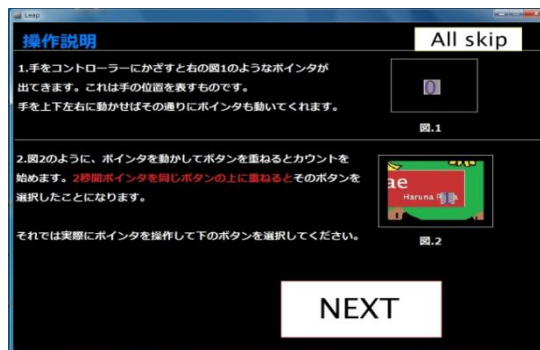 Leap
操作説明
All skip
1.手をコントローラーにかざすと右の図1のようなポインタが
出てきます。これは手の位置を表すものです。
手を上下左右に動かせばその通りにポインタも動いてくれます。
0
図.1
2.図2のように、ポインタを動かしてボタンを重ねるとカウントを
始めます。2秒間ポインタを同じボタンの上に重ねるとそのボタンを
選択したことになります。
ae
Haruna
図.2
それでは実際にポインタを操作して下のボタンを選択してください。
NEXT